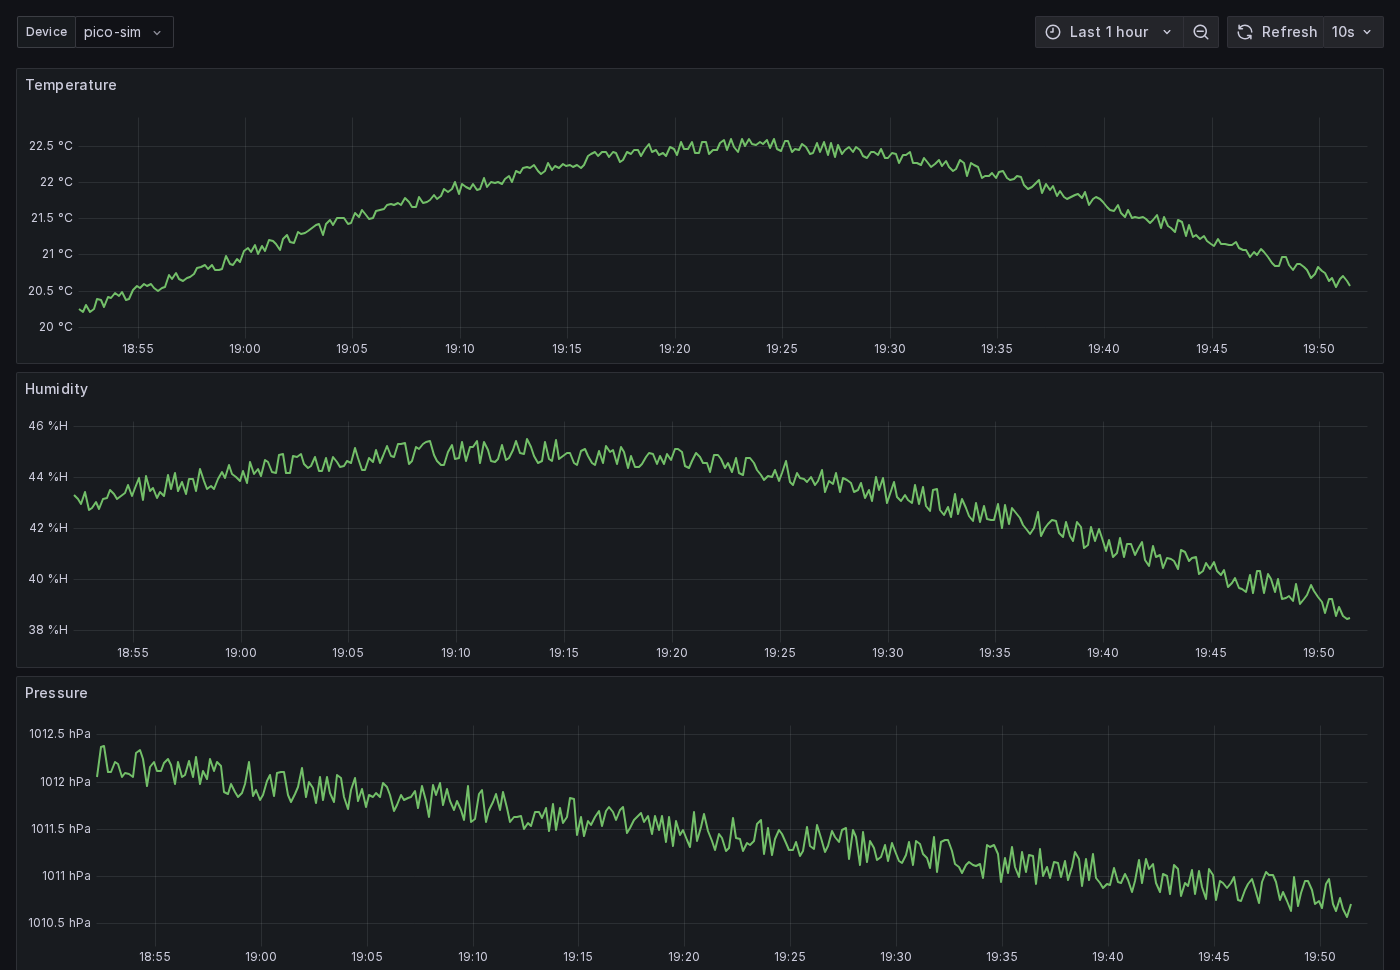 Device pico-sim Last 1 hour Refresh 10s
Temperature
22.5 °C
22 °C
21.5 °C
21 °C
20.5 °C
20 °C
18:55 19:00 19:05 19:10 19:15 19:20 19:25 19:30 19:35 19:40 19:45 19:50
Humidity
46 %H
44 %H
42 %H
40 %H
38 %H
18:55 19:00 19:05 19:10 19:15 19:20 19:25 19:30 19:35 19:40 19:45 19:50
Pressure
1012.5 hPa
1012 hPa
1011.5 hPa
1011 hPa
1010.5 hPa
18:55 19:00 19:05 19:10 19:15 19:20 19:25 19:30 19:35 19:40 19:45 19:50